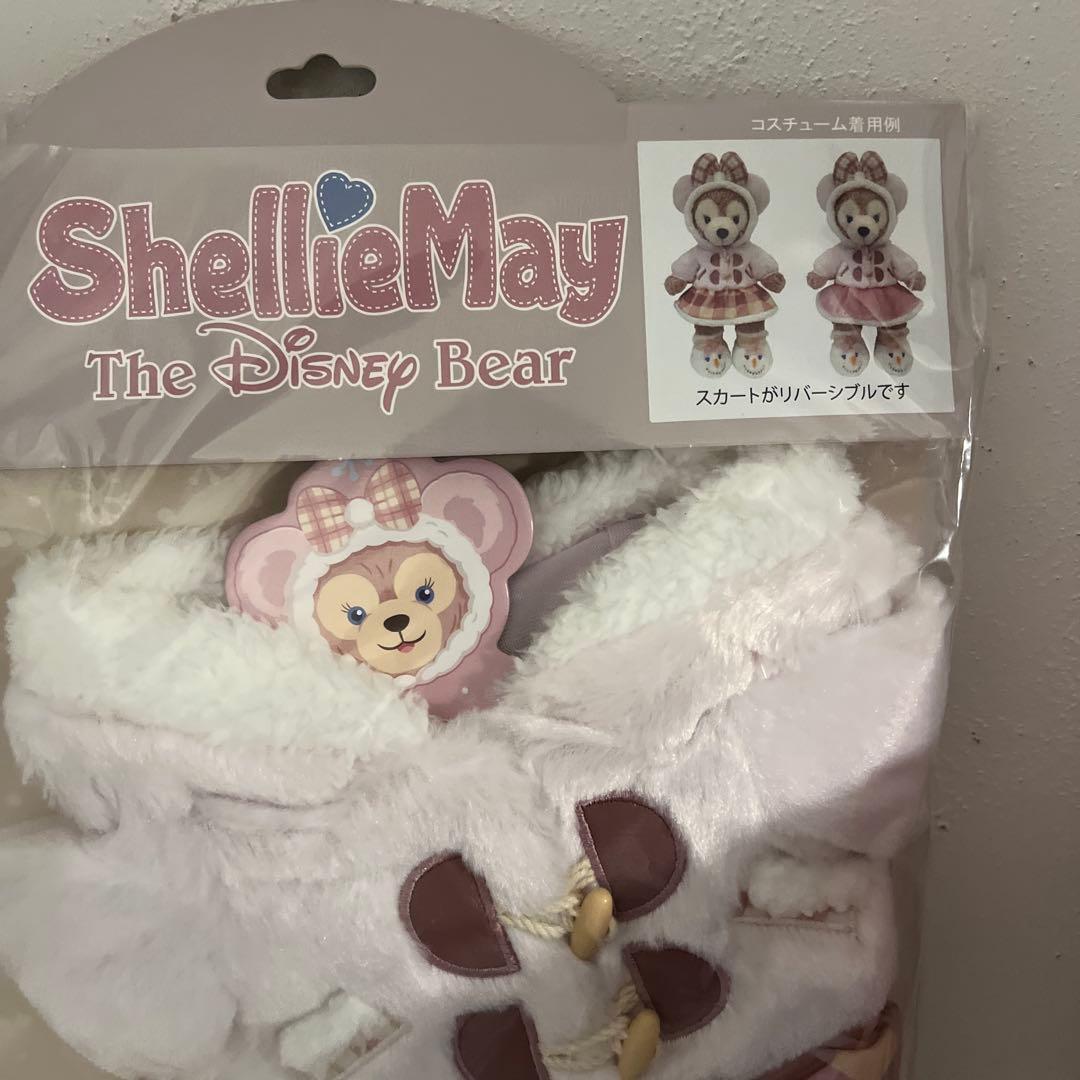 コスチューム着用例
ShellieMay
The Disney Bear
スカートがリバーシブルです